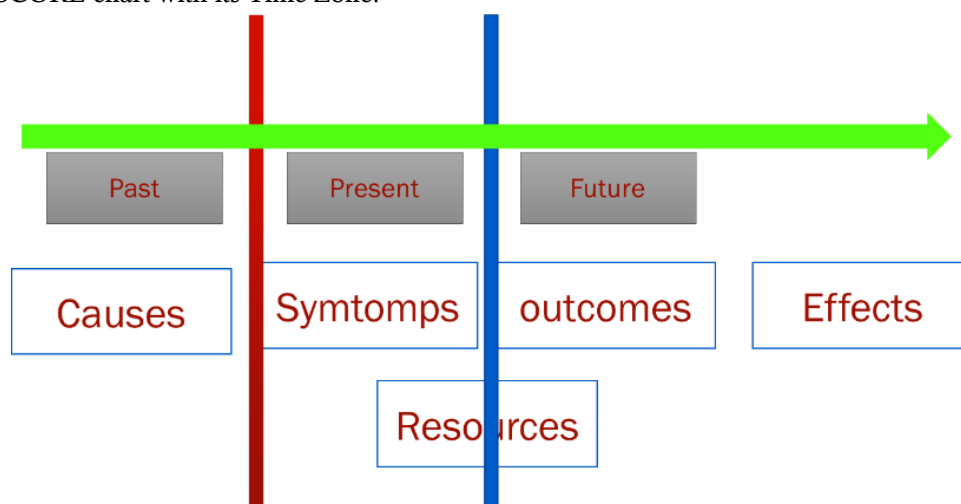 SCORE chart with its Time Zone.
Past
Present
Future
Causes
Symtomps
outcomes
Effects
Resources